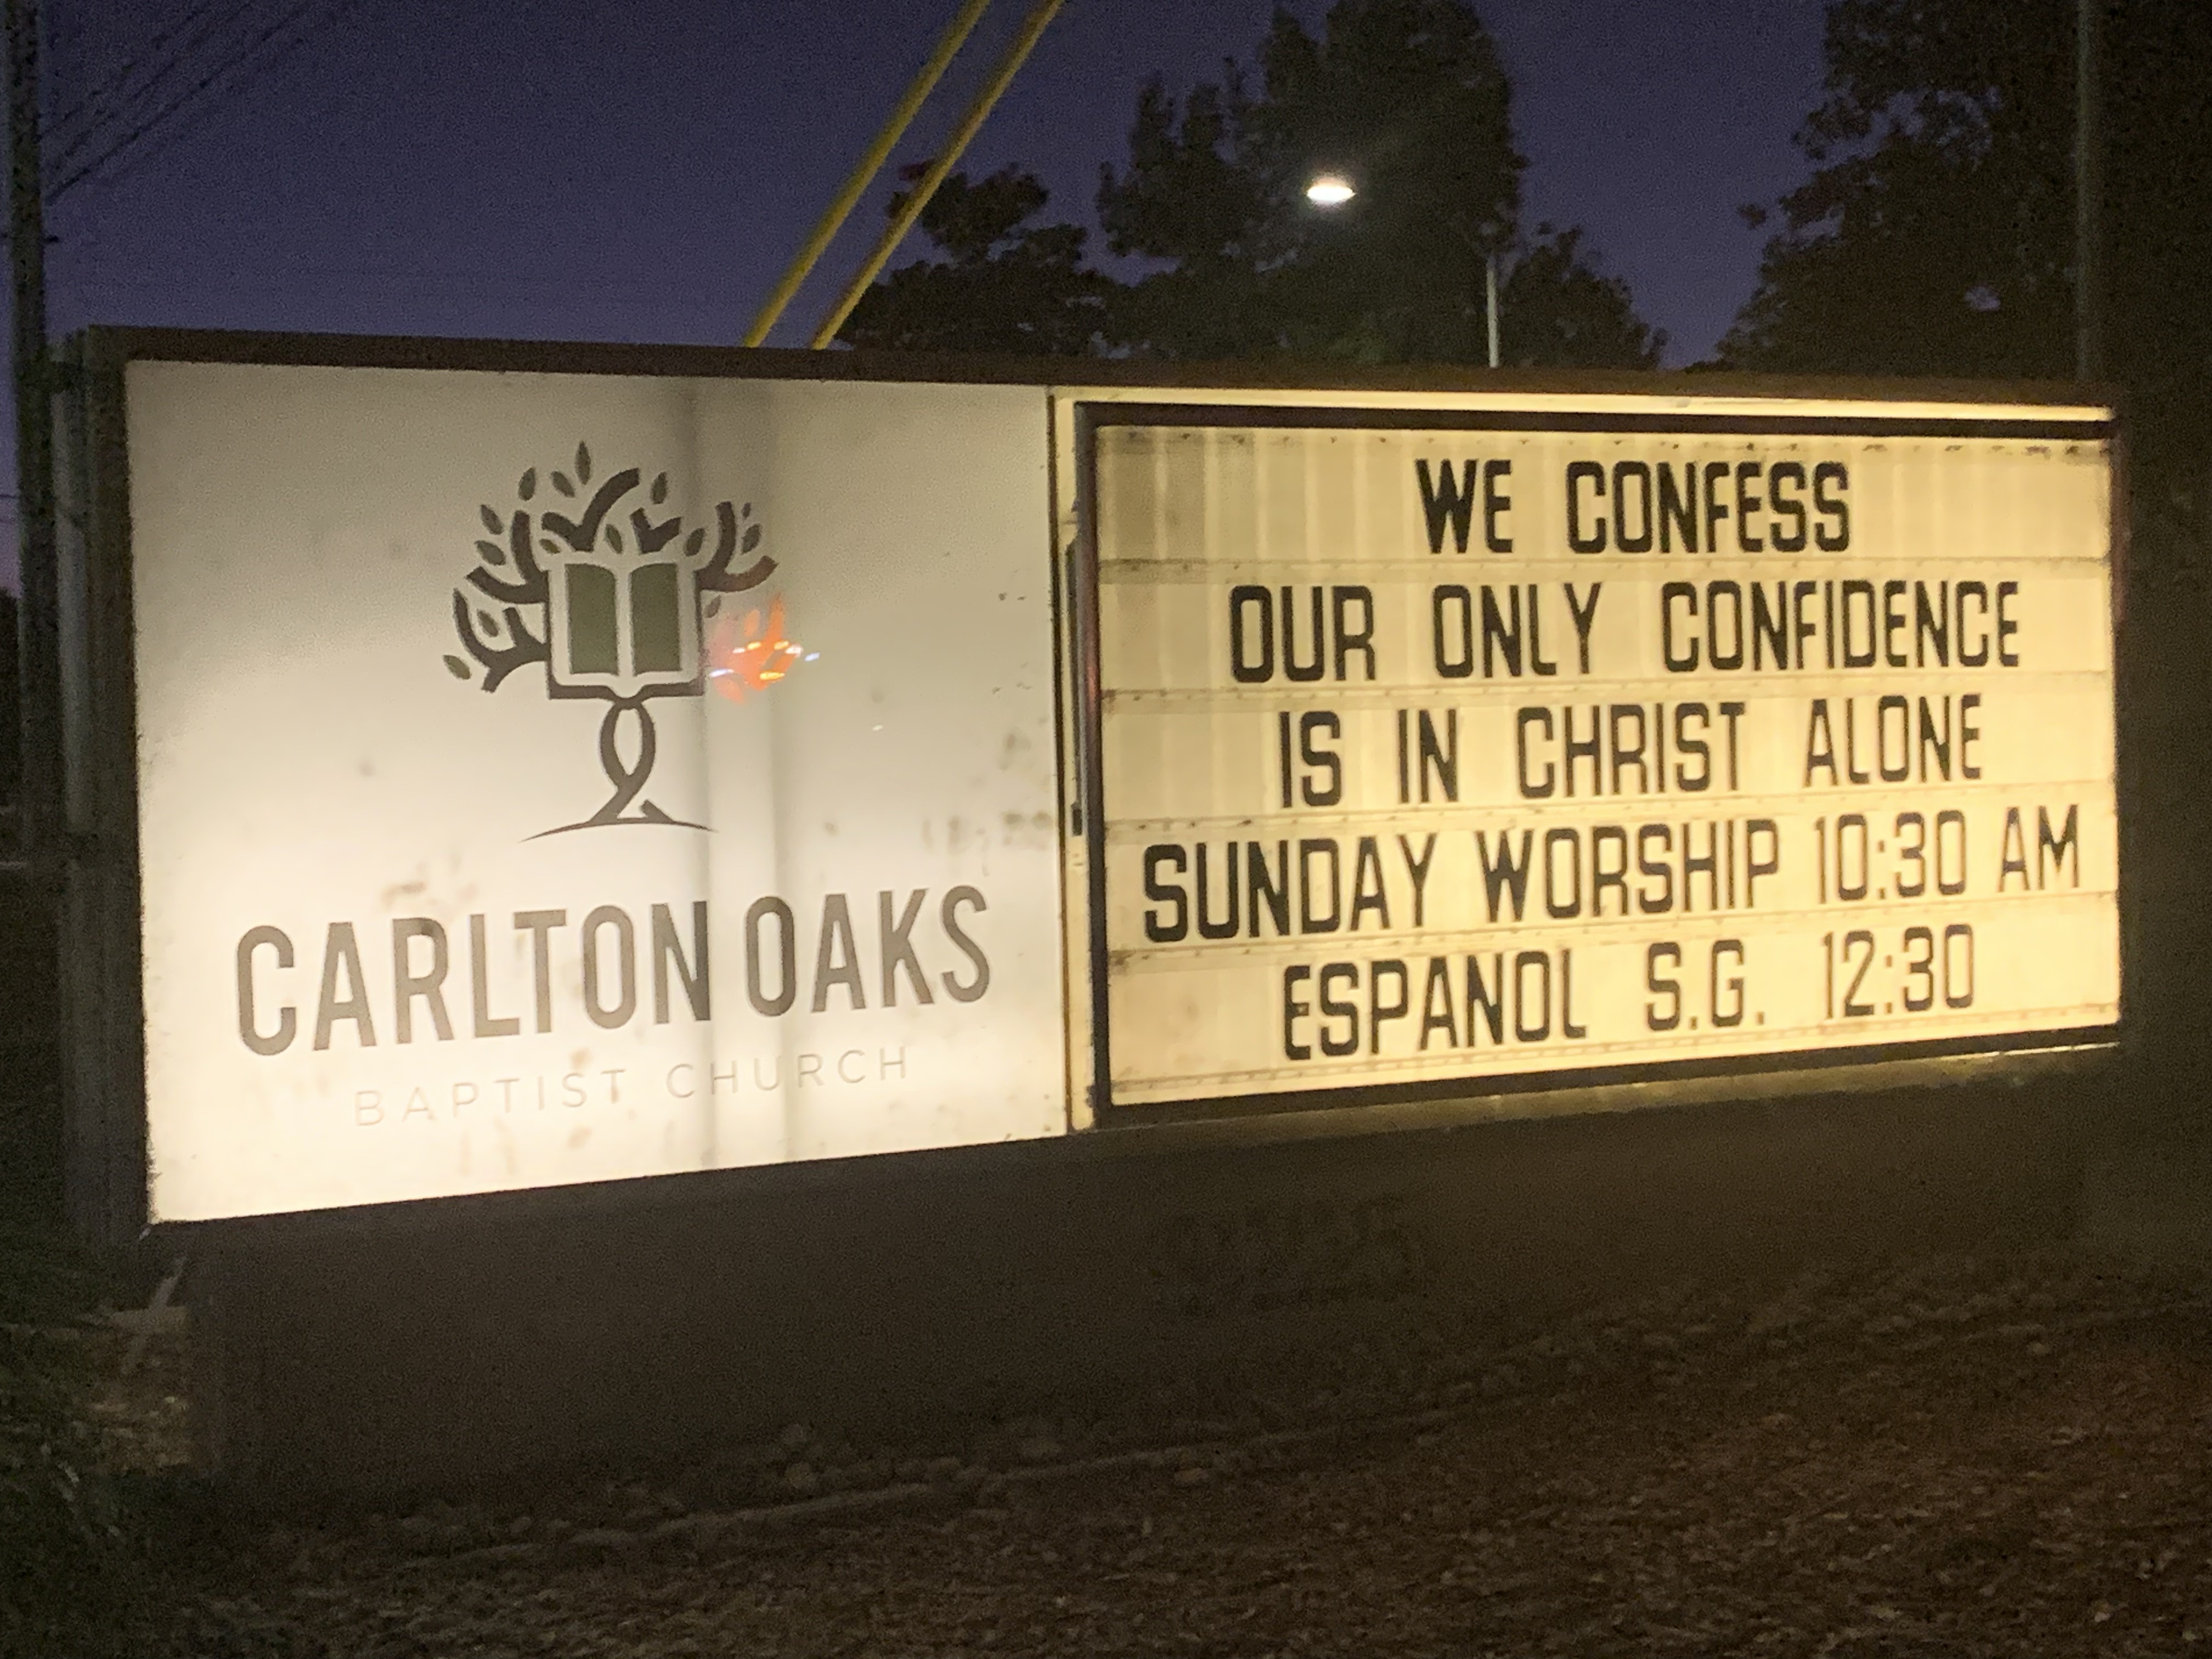 CARLTON OAKS
BAPTIST CHURCH
WE CONFESS
OUR ONLY CONFIDENCE
IS IN CHRIST ALONE
SUNDAY WORSHIP 10:30 AM
ESPANOL S.G. 12:30